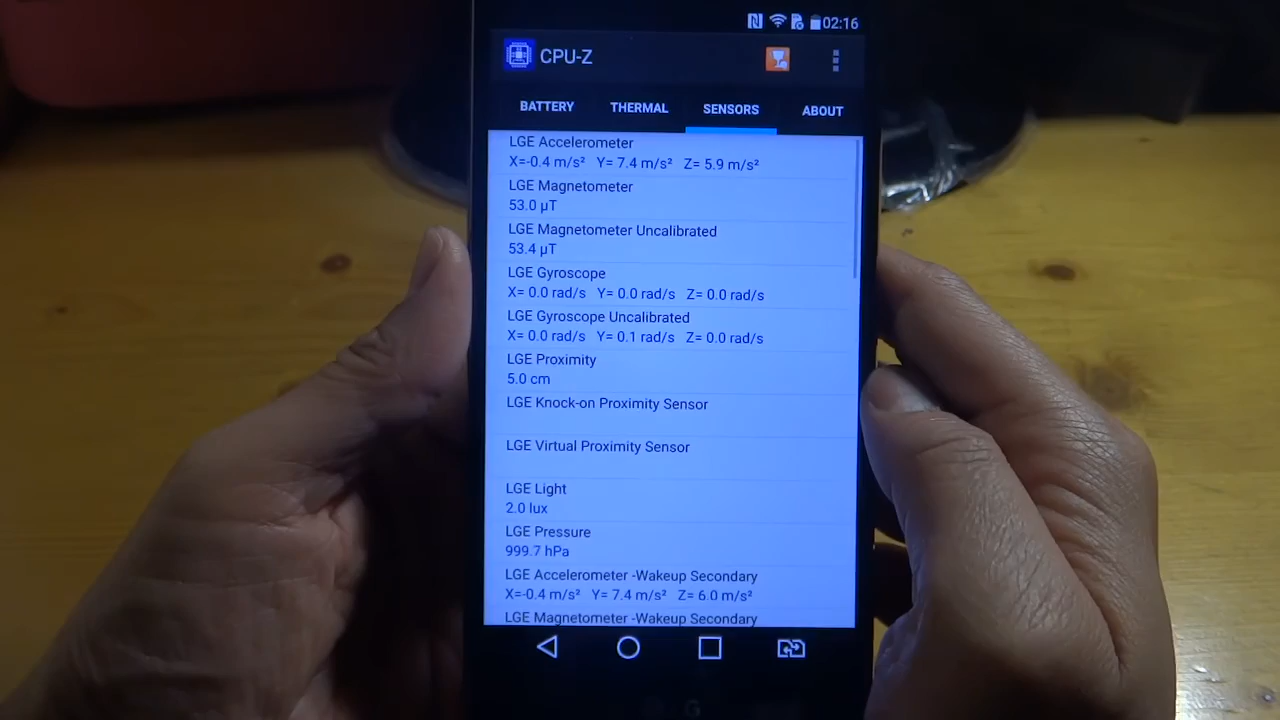 02:16
CPU-Z
BATTERY THERMAL SENSORS ABOUT
LGE Accelerometer
X=-0.4 m/s² Y= 7.4 m/s² Z= 5.9 m/s²
LGE Magnetometer
53.0 µT
LGE Magnetometer Uncalibrated
53.4 µT
LGE Gyroscope
X= 0.0 rad/s Y= 0.0 rad/s Z= 0.0 rad/s
LGE Gyroscope Uncalibrated
X= 0.0 rad/s Y= 0.1 rad/s Z= 0.0 rad/s
LGE Proximity
5.0 cm
LGE Knock-on Proximity Sensor
LGE Virtual Proximity Sensor
LGE Light
2.0 lux
LGE Pressure
999.7 hPa
LGE Accelerometer -Wakeup Secondary
X=-0.4 m/s² Y= 7.4 m/s² Z= 6.0 m/s²
LGE Magnetometer -Wakeup Secondary